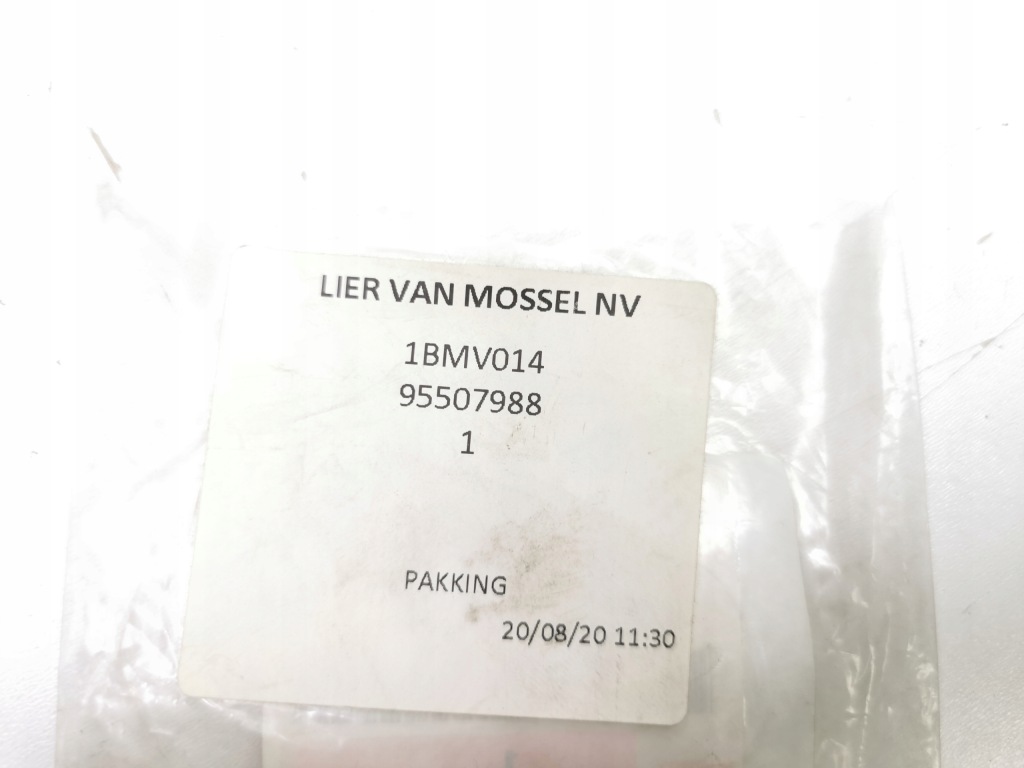 LIER VAN MOSSEL NV
1BMV014
95507988
1
PAKKING
20/08/20 11:30